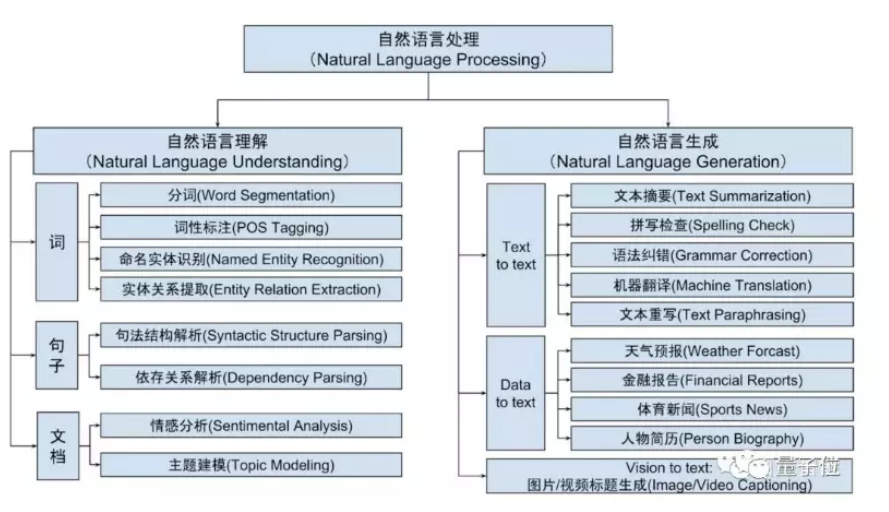 自然语言处理
（Natural Language Processing）
自然语言理解
（Natural Language Understanding）
词
分词(Word Segmentation)
词性标注(POS Tagging)
命名实体识别(Named Entity Recognition)
实体关系提取(Entity Relation Extraction)
句
子
句法结构解析(Syntactic Structure Parsing)
依存关系解析(Dependency Parsing)
文
档
情感分析(Sentimental Analysis)
主题建模(Topic Modeling)
自然语言生成
（Natural Language Generation）
Text
to text
文本摘要(Text Summarization)
拼写检查(Spelling Check)
语法纠错(Grammar Correction)
机器翻译(Machine Translation)
文本重写(Text Paraphrasing)
Data
to text
天气预报(Weather Forcast)
金融报告(Financial Reports)
体育新闻(Sports News)
人物简历(Person Biography)
Vision to text:
图片/视频标题生成(Image/Video Captioning)
量子位